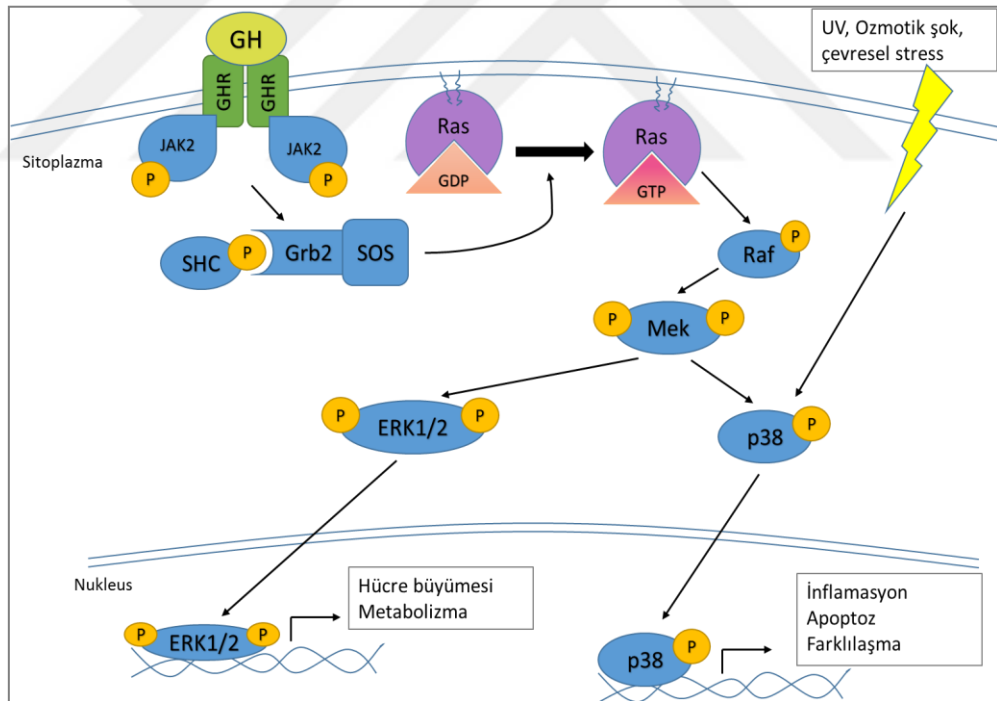 GH
GHR
GHR
JAK2
JAK2
P
P
Sitoplazma
SHC
P
Grb2
SOS
Ras
GDP
Ras
GTP
UV, Ozmotik şok,
çevresel stress
Raf
P
P
Mek
P
P
ERK1/2
P
p38
P
Nukleus
P
ERK1/2
P
Hücre büyümesi
Metabolizma
p38
P
İnflamasyon
Apoptoz
Farklılaşma